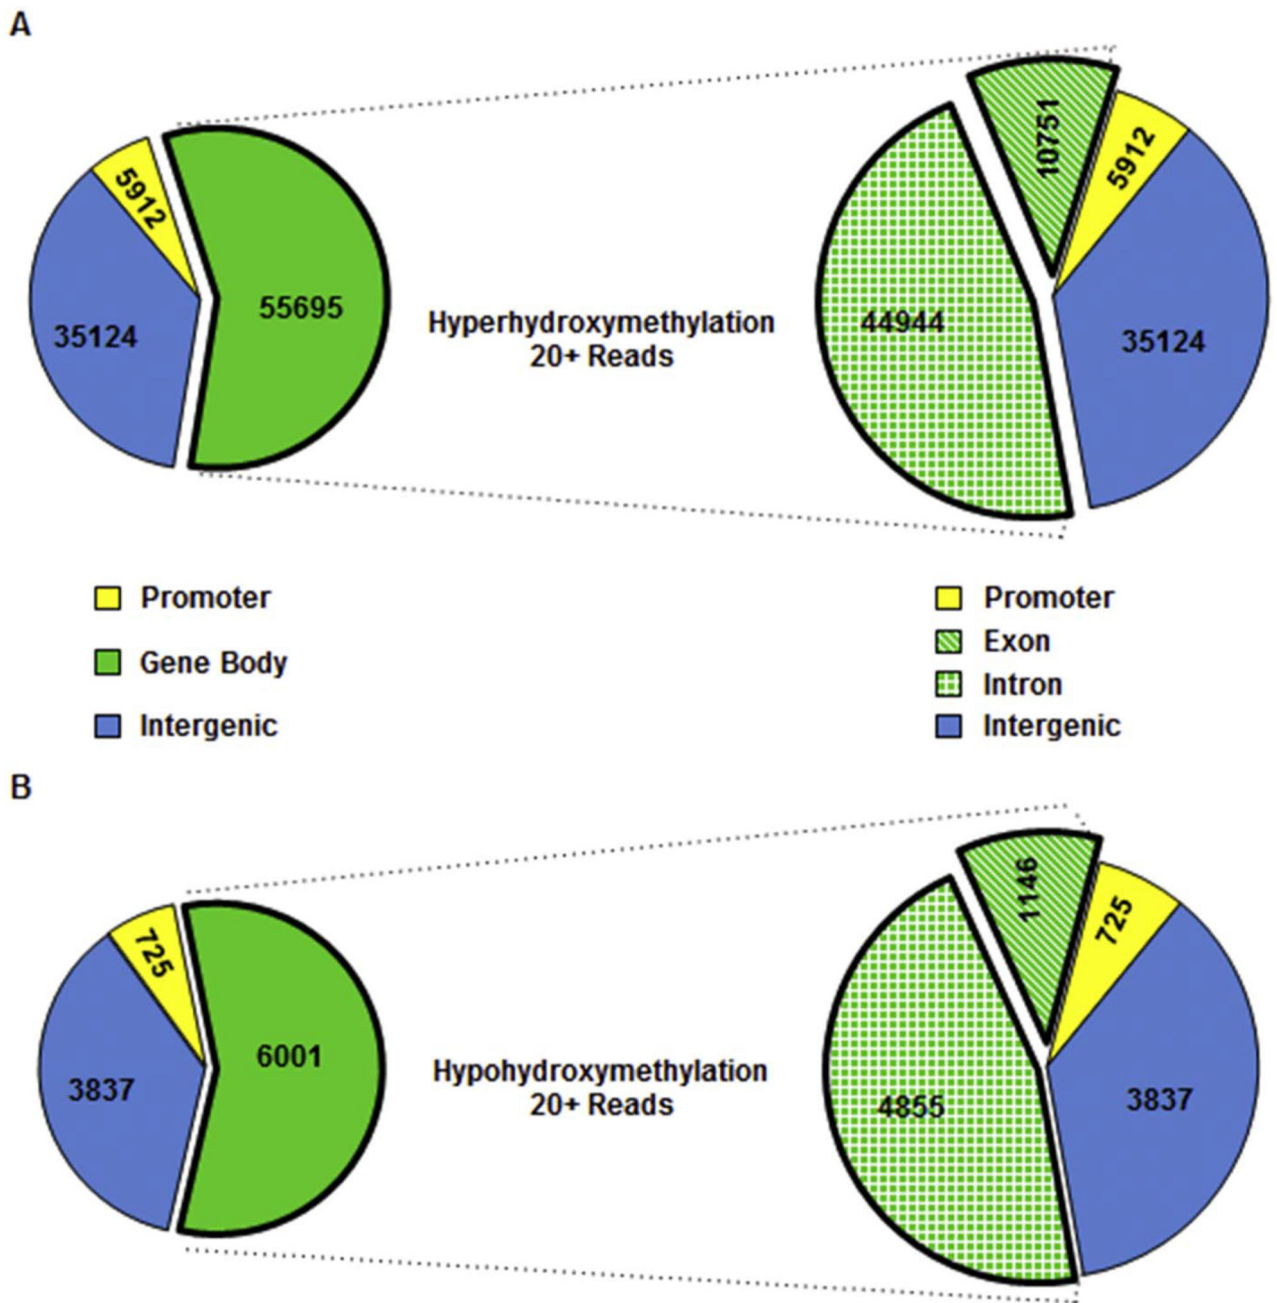 A
5912
35124
55695
Hyperhydroxymethylation
20+ Reads
10751
5912
44944
35124
Promoter
Gene Body
Intergenic
Promoter
Exon
Intron
Intergenic
B
725
3837
6001
Hypohydroxymethylation
20+ Reads
1146
725
4855
3837